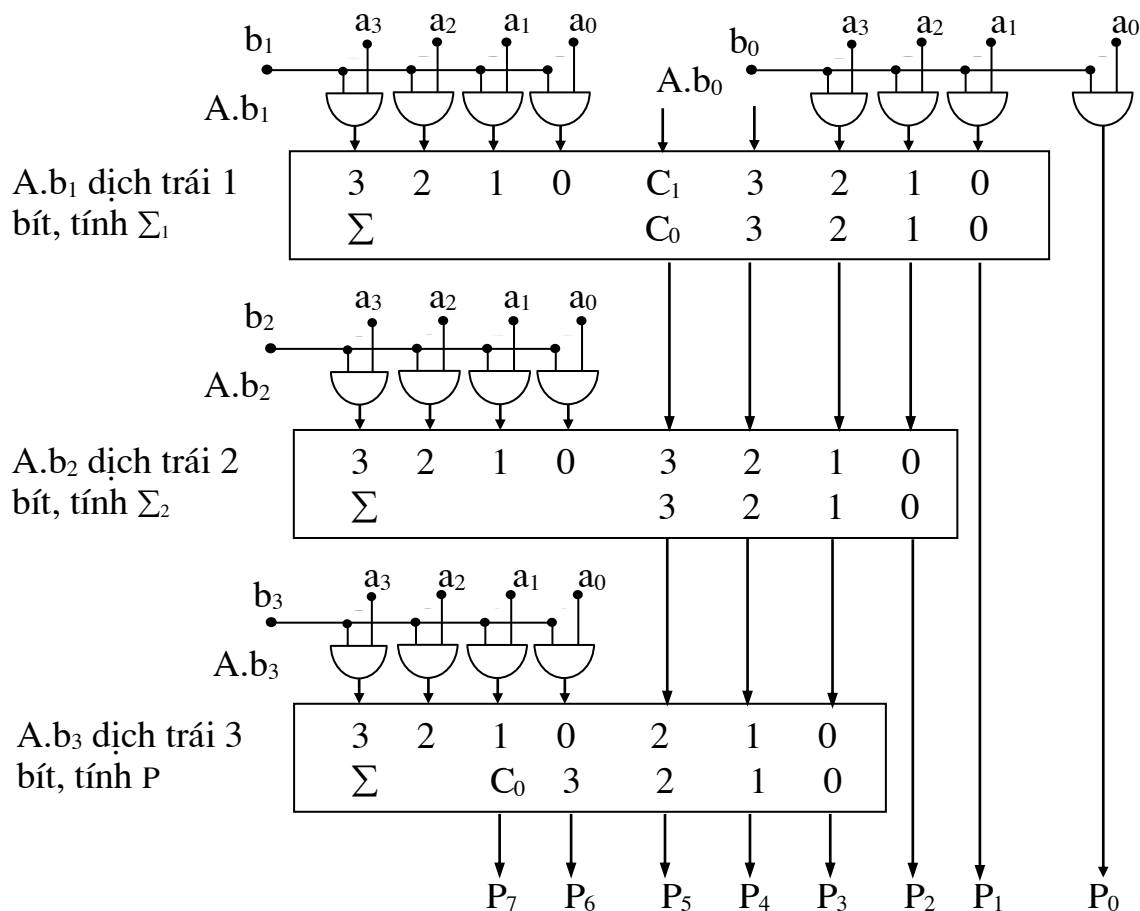 a₃ a₂ a₁ a₀ a₃ a₂ a₁ a₀
b₁ b₀
A.b₁ A.b₀
A.b₁ dịch trái 1
bít, tính Σ₁
3 2 1 0 C₁ 3 2 1 0
Σ C₀ 3 2 1 0
a₃ a₂ a₁ a₀
b₂
A.b₂
A.b₂ dịch trái 2
bít, tính Σ₂
3 2 1 0 3 2 1 0
Σ 3 2 1 0
a₃ a₂ a₁ a₀
b₃
A.b₃
A.b₃ dịch trái 3
bít, tính P
3 2 1 0 2 1 0
Σ C₀ 3 2 1 0
P₇ P₆ P₅ P₄ P₃ P₂ P₁ P₀